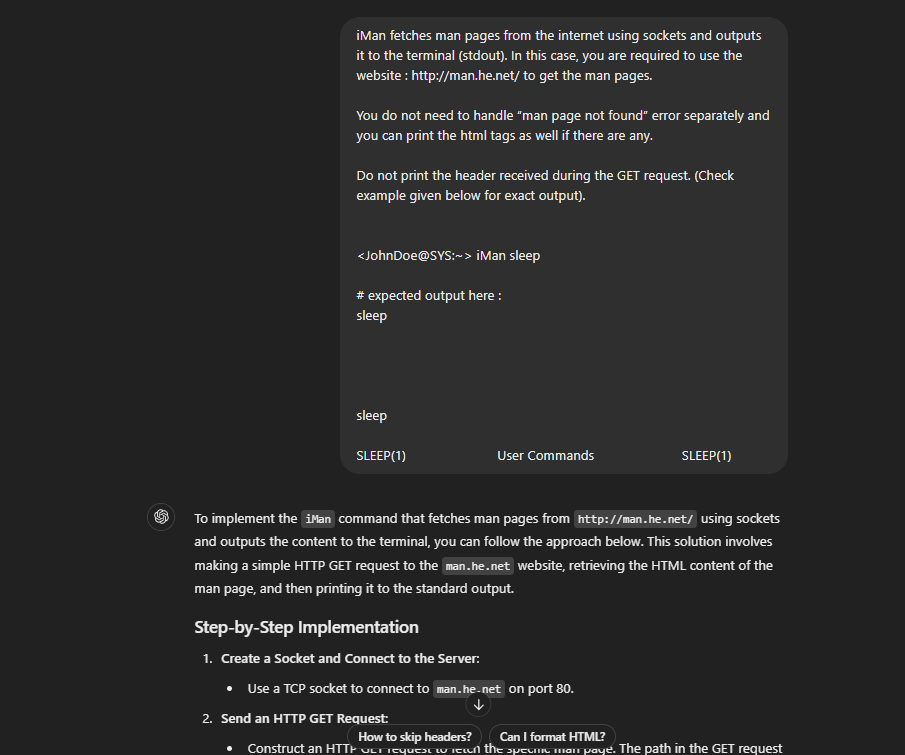 iMan fetches man pages from the internet using sockets and outputs
it to the terminal (stdout). In this case, you are required to use the
website : http://man.he.net/ to get the man pages.
You do not need to handle “man page not found” error separately and
you can print the html tags as well if there are any.
Do not print the header received during the GET request. (Check
example given below for exact output).
<JohnDoe@SYS:~> iMan sleep
# expected output here :
sleep
sleep
SLEEP(1) User Commands SLEEP(1)
To implement the iMan command that fetches man pages from http://man.he.net/ using sockets
and outputs the content to the terminal, you can follow the approach below. This solution involves
making a simple HTTP GET request to the man.he.net website, retrieving the HTML content of the
man page, and then printing it to the standard output.
Step-by-Step Implementation
1. Create a Socket and Connect to the Server:
• Use a TCP socket to connect to man.he.net on port 80.
2. Send an HTTP GET Request:
How to skip headers? Can I format HTML?
• Construct an HTTP GET request to fetch the specific man page. The path in the GET request